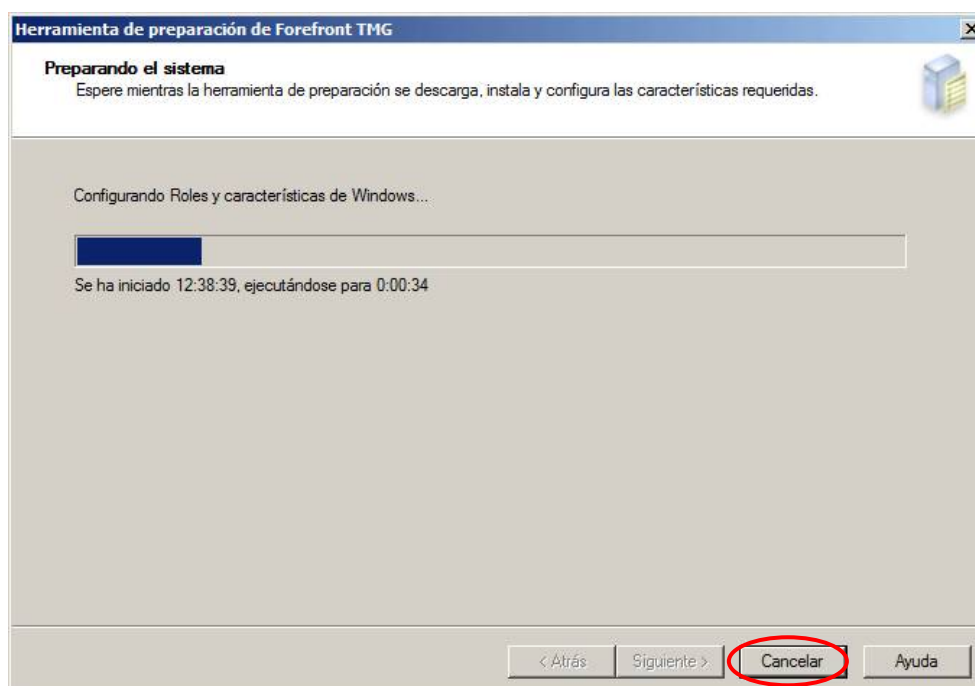 Herramienta de preparación de Forefront TMG
Preparando el sistema
Espere mientras la herramienta de preparación se descarga, instala y configura las características requeridas.
Configurando Roles y características de Windows...
Se ha iniciado 12:38:39, ejecutándose para 0:00:34
< Atrás Siguiente > Cancelar Ayuda